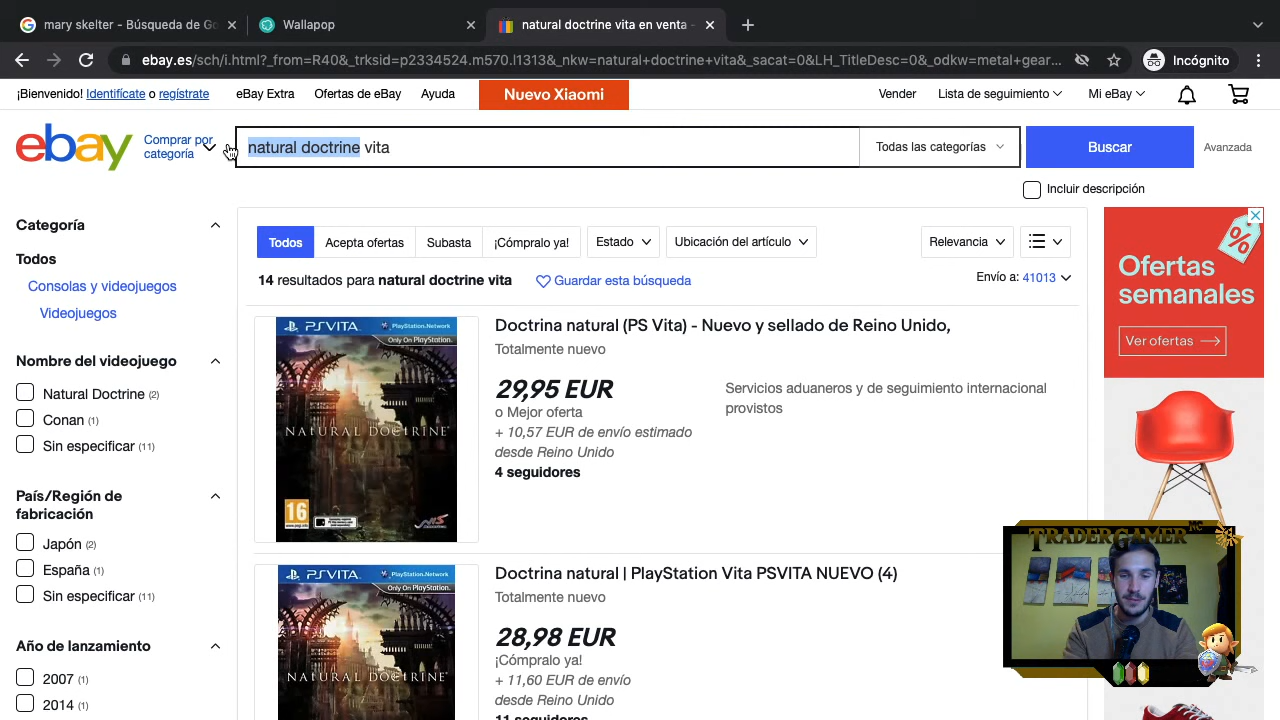 mary skelter - Búsqueda de Go
Wallapop
natural doctrine vita en venta -
ebay.es/sch/i.html?_from=R40&_trksid=p2334524.m570.l1313&_nkw=natural+doctrine+vita&_sacat=0&LH_TitleDesc=0&_odkw=metal+gear...
Incógnito
¡Bienvenido! Identifícate o regístrate
eBay Extra
Ofertas de eBay
Ayuda
Nuevo Xiaomi
Vender
Lista de seguimiento
Mi eBay
ebay
Comprar por
categoría
natural doctrine vita
Todas las categorías
Buscar
Avanzada
Incluir descripción
Categoría
Todos
Consolas y videojuegos
Videojuegos
Nombre del videojuego
Natural Doctrine (2)
Conan (1)
Sin especificar (11)
País/Región de
fabricación
Japón (2)
España (1)
Sin especificar (11)
Año de lanzamiento
2007 (1)
2014 (1)
Todos
Acepta ofertas
Subasta
¡Cómpralo ya!
Estado
Ubicación del artículo
Relevancia
14 resultados para natural doctrine vita
Guardar esta búsqueda
Envío a: 41013
PSVITA
PlayStation.Network
Only On PlayStation.
NATURAL DOCTRINE
16
Doctrina natural (PS Vita) - Nuevo y sellado de Reino Unido,
Totalmente nuevo
29,95 EUR
o Mejor oferta
+ 10,57 EUR de envío estimado
desde Reino Unido
4 seguidores
Servicios aduaneros y de seguimiento internacional
provistos
PSVITA
PlayStation.Network
Only On PlayStation.
NATURAL DOCTRINE
Doctrina natural | PlayStation Vita PSVITA NUEVO (4)
Totalmente nuevo
28,98 EUR
¡Cómpralo ya!
+ 11,60 EUR de envío
desde Reino Unido
11 seguidores
%
Ofertas
semanales
Ver ofertas
TRADERGAMER